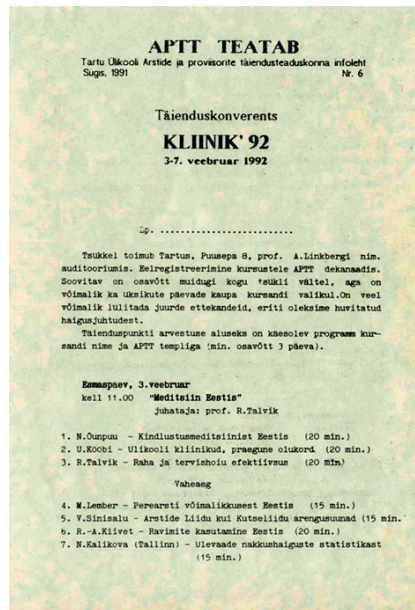 APTT TEATAB
Tartu Ülikooli Arstide ja proviisorite täiendusteaduskonna infoleht
Sügis, 1991 Nr. 6
Täienduskonverents
KLIINIK' 92
3-7. veebruar 1992
Lp. ........................
Tsükkel toimub Tartus, Puusepa 8, prof. A.Linkbergi nim.
auditooriumis. Eelregistreerimine kursustele APTT dekanaadis.
Soovitav on osavõtt muidugi kogu tsükli vältel, aga on
võimalik ka üksikute päevade kaupa kursandi valikul.On veel
võimalik lülitada juurde ettekandeid, eriti oleksime huvitatud
haigusjuhtudest.
Täienduspunkti arvestuse aluseks on käesolev programm kur-
sandi nime ja APTT templiga (min. osavõtt 3 päeva).
Esmaspäev, 3.veebruar
kell 11.00 "Meditsiin Eestis"
juhataja: prof. R.Talvik
1. N.Õunpuu - Kindlustusmeditsiinist Eestis (20 min.)
2. U.Kööbi - Ülikooli kliinikud, praegune olukord (20 min.)
3. R.Talvik - Raha ja tervishoiu efektiivsus (20 min.)
Vaheaeg
4. M.Lember - Perearsti võimalikkusest Eestis (15 min.)
5. V.Sinisalu - Arstide Liidu kui Kutseliidu arengusuunad (15 min.
6. R.-A.Kiivet - Ravimite kasutamine Eestis (20 min.)
7. N.Kalikova (Tallinn) - Ülevaade nakkushaiguste statistikast
(15 min.)